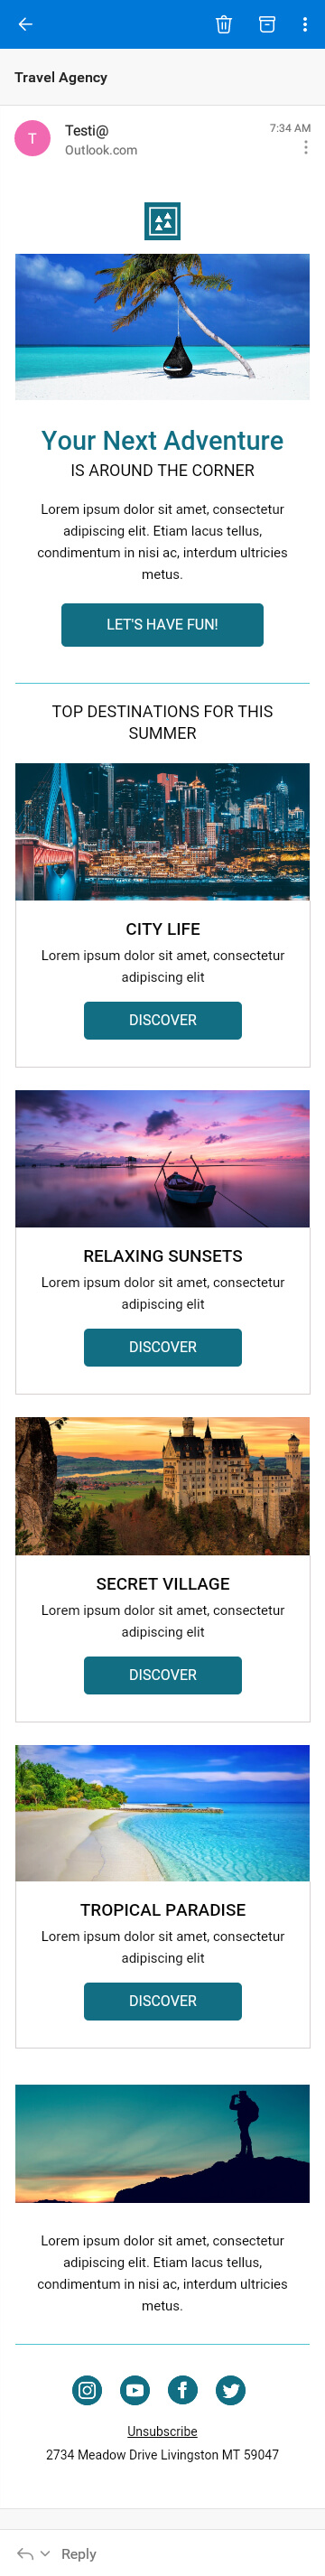 Travel Agency
T
Testi@
7:34 AM
Outlook.com
Your Next Adventure
IS AROUND THE CORNER
Lorem ipsum dolor sit amet, consectetur
adipiscing elit. Etiam lacus tellus,
condimentum in nisi ac, interdum ultricies
metus.
LET'S HAVE FUN!
TOP DESTINATIONS FOR THIS
SUMMER
CITY LIFE
Lorem ipsum dolor sit amet, consectetur
adipiscing elit
DISCOVER
RELAXING SUNSETS
Lorem ipsum dolor sit amet, consectetur
adipiscing elit
DISCOVER
SECRET VILLAGE
Lorem ipsum dolor sit amet, consectetur
adipiscing elit
DISCOVER
TROPICAL PARADISE
Lorem ipsum dolor sit amet, consectetur
adipiscing elit
DISCOVER
Lorem ipsum dolor sit amet, consectetur
adipiscing elit. Etiam lacus tellus,
condimentum in nisi ac, interdum ultricies
metus.
Unsubscribe
2734 Meadow Drive Livingston MT 59047
Reply